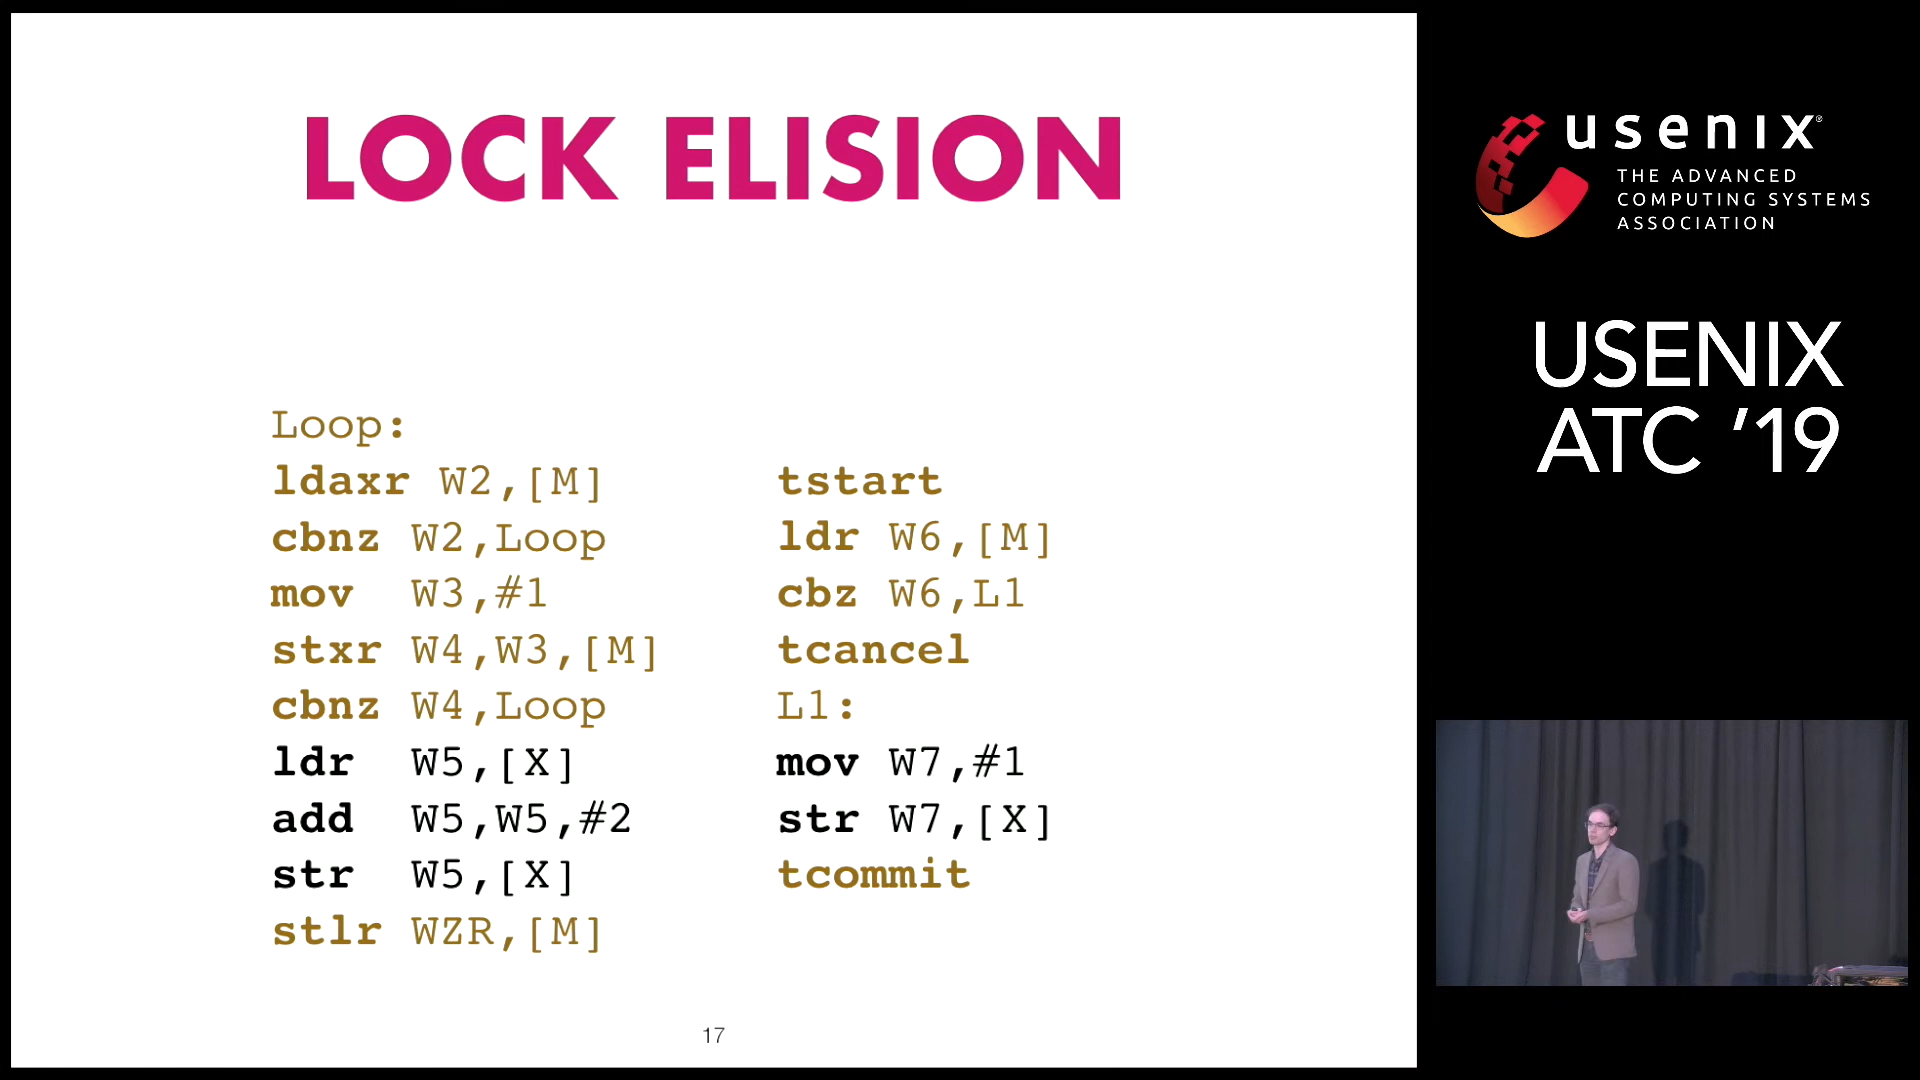 LOCK ELISION
Loop:
ldaxr W2,[M]
cbnz W2,Loop
mov W3,#1
stxr W4,W3,[M]
cbnz W4,Loop
ldr W5,[X]
add W5,W5,#2
str W5,[X]
stlr WZR,[M]
tstart
ldr W6,[M]
cbz W6,L1
tcancel
L1:
mov W7,#1
str W7,[X]
tcommit
17
usenix®
THE ADVANCED
COMPUTING SYSTEMS
ASSOCIATION
USENIX
ATC '19